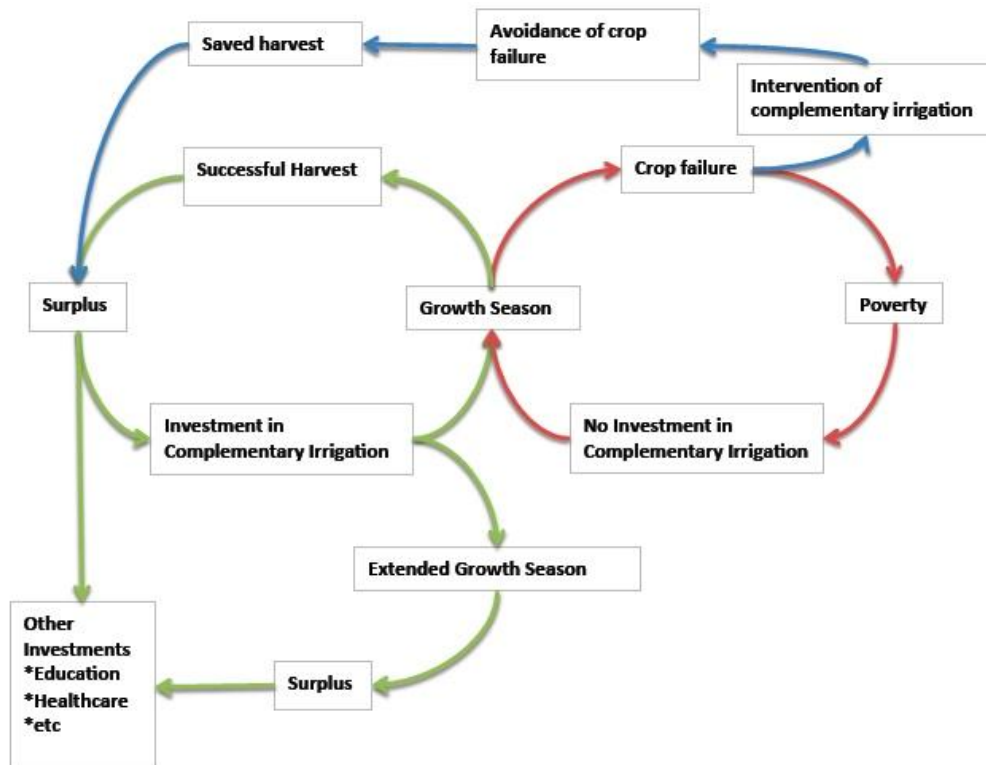 Saved harvest
Avoidance of crop
failure
Intervention of
complementary irrigation
Successful Harvest
Crop failure
Surplus
Growth Season
Poverty
Investment in
Complementary Irrigation
No Investment in
Complementary Irrigation
Extended Growth Season
Other
Investments
*Education
*Healthcare
*etc
Surplus